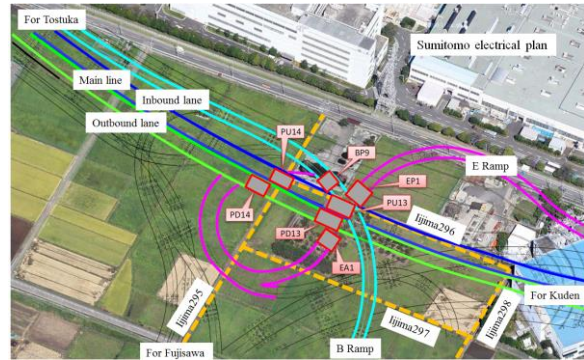 For Tostuka
Sumitomo electrical plan
Main line
Inbound lane
Outbound lane
PU14
BP9
EP1
E Ramp
PD14
PU13
PD13
EA1
Iijima296
Iijima295
Iijima297
Iijima298
For Kuden
For Fujisawa
B Ramp